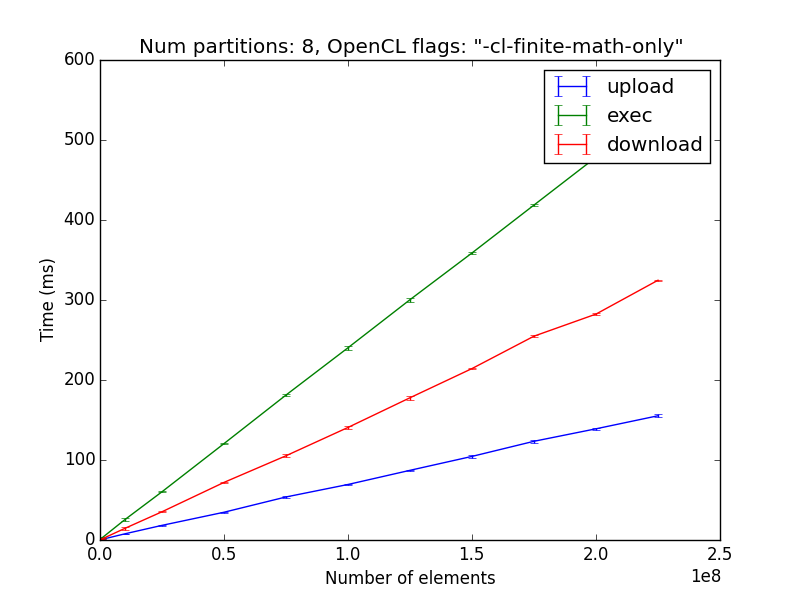 Num partitions: 8, OpenCL flags: "-cl-finite-math-only"
600
500
400
300
200
100
0
Time (ms)
upload
exec
download
0.0 0.5 1.0 1.5 2.0 2.5
1e8
Number of elements